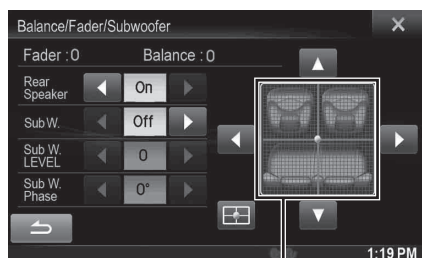 Balance/Fader/Subwoofer
Fader : 0 Balance : 0
Rear Speaker On
Sub W. Off
Sub W. LEVEL 0
Sub W. Phase 0°
1:19 PM